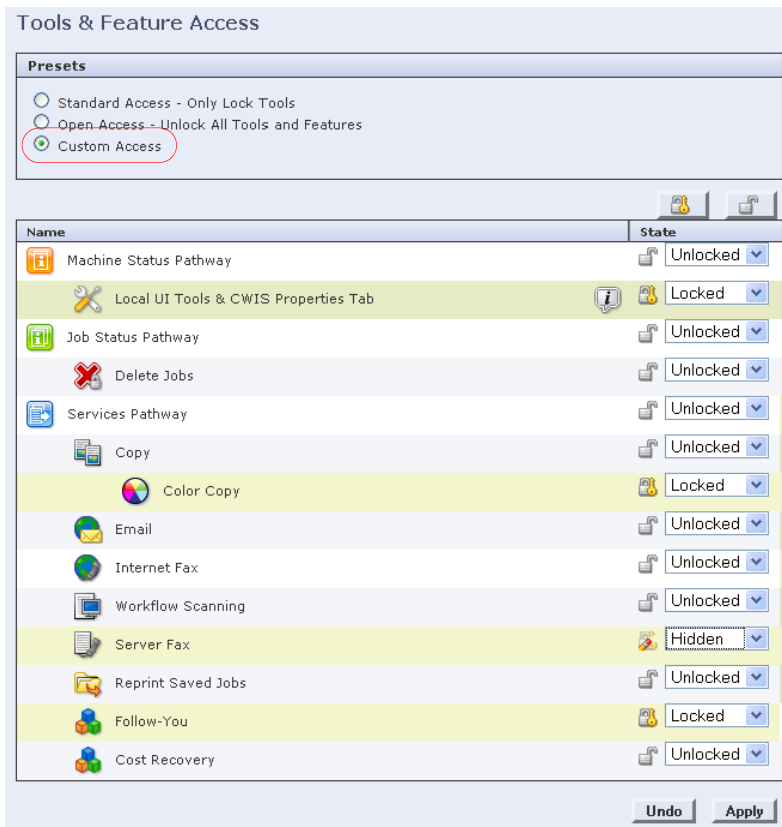 Tools & Feature Access
Presets
Standard Access - Only Lock Tools
Open Access - Unlock All Tools and Features
Custom Access
Name State
Machine Status Pathway Unlocked
Local UI Tools & CWIS Properties Tab i Locked
Job Status Pathway Unlocked
Delete Jobs Unlocked
Services Pathway Unlocked
Copy Unlocked
Color Copy Locked
Email Unlocked
Internet Fax Unlocked
Workflow Scanning Unlocked
Server Fax Hidden
Reprint Saved Jobs Unlocked
Follow-You Locked
Cost Recovery Unlocked
Undo Apply